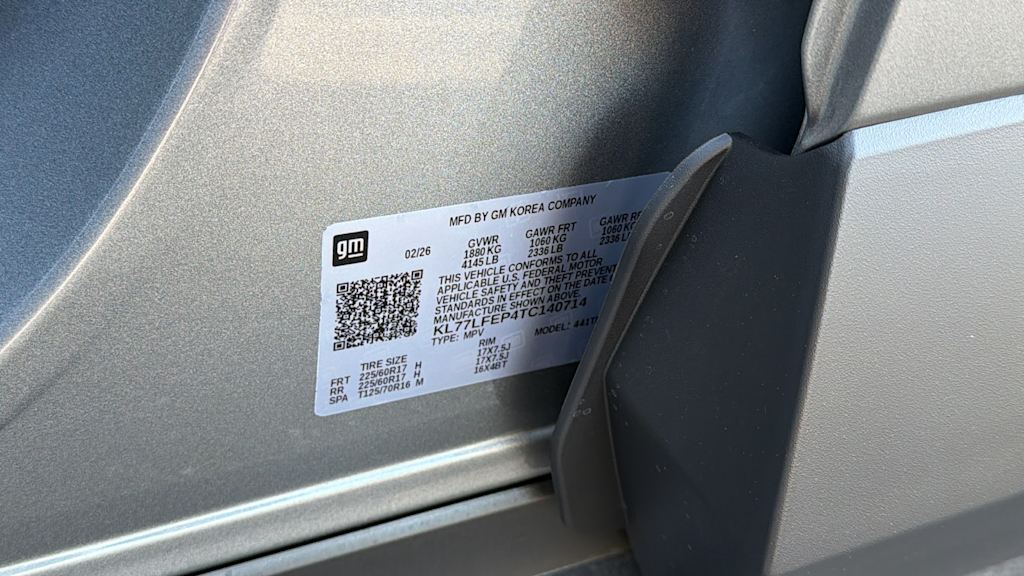 MFD BY GM KOREA COMPANY
gm 02/26 GVWR GAWR FRT GAWR
1880 KG 1060 KG 1060 KG
4145 LB 2336 LB 2336
THIS VEHICLE CONFORMS TO ALL
APPLICABLE U.S. FEDERAL MOTOR
VEHICLE SAFETY AND THEFT PREVENT
STANDARDS IN EFFECT ON THE DATE
MANUFACTURE SHOWN ABOVE
KL77LFEP4TC140714
TYPE: MPV MODEL:
TIRE SIZE RIM
FRT 225/60R17 H 17X7.5J
RR 225/60R17 H 17X7.5J
SPA T125/70R16 M 16X4BT